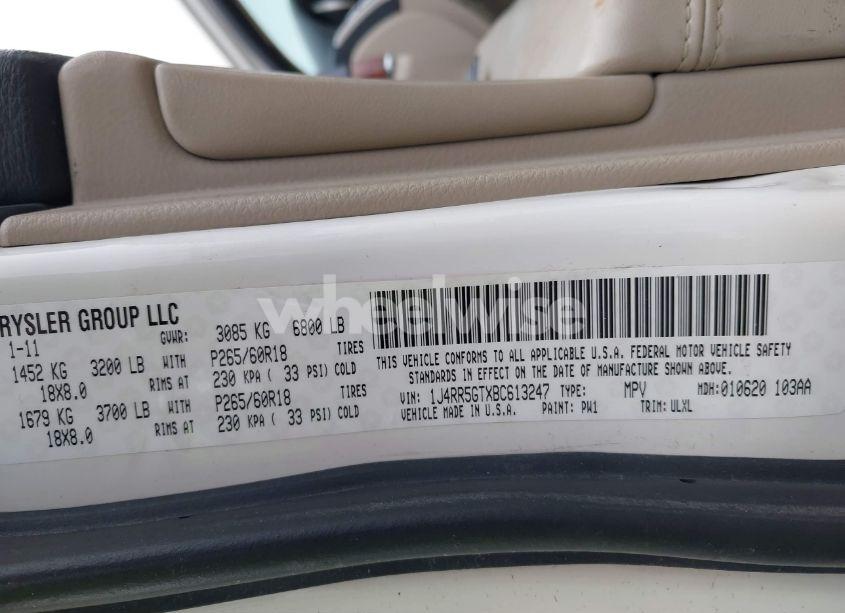 RYSLER GROUP LLC
1-11 GVWR: 3085 KG 6800 LB
1452 KG 3200 LB WITH P265/60R18 TIRES
18X8.0 RIMS AT 230 KPA ( 33 PSI) COLD
1679 KG 3700 LB WITH P265/60R18 TIRES
18X8.0 RIMS AT 230 KPA ( 33 PSI) COLD
THIS VEHICLE CONFORMS TO ALL APPLICABLE U.S.A. FEDERAL MOTOR VEHICLE SAFETY
STANDARDS IN EFFECT ON THE DATE OF MANUFACTURE SHOWN ABOVE.
VIN: 1J4RR5GTXBC613247 TYPE: MPV MDH: 010620 103AA
VEHICLE MADE IN U.S.A. PAINT: PW1 TRIM: ULXL
wheelwise